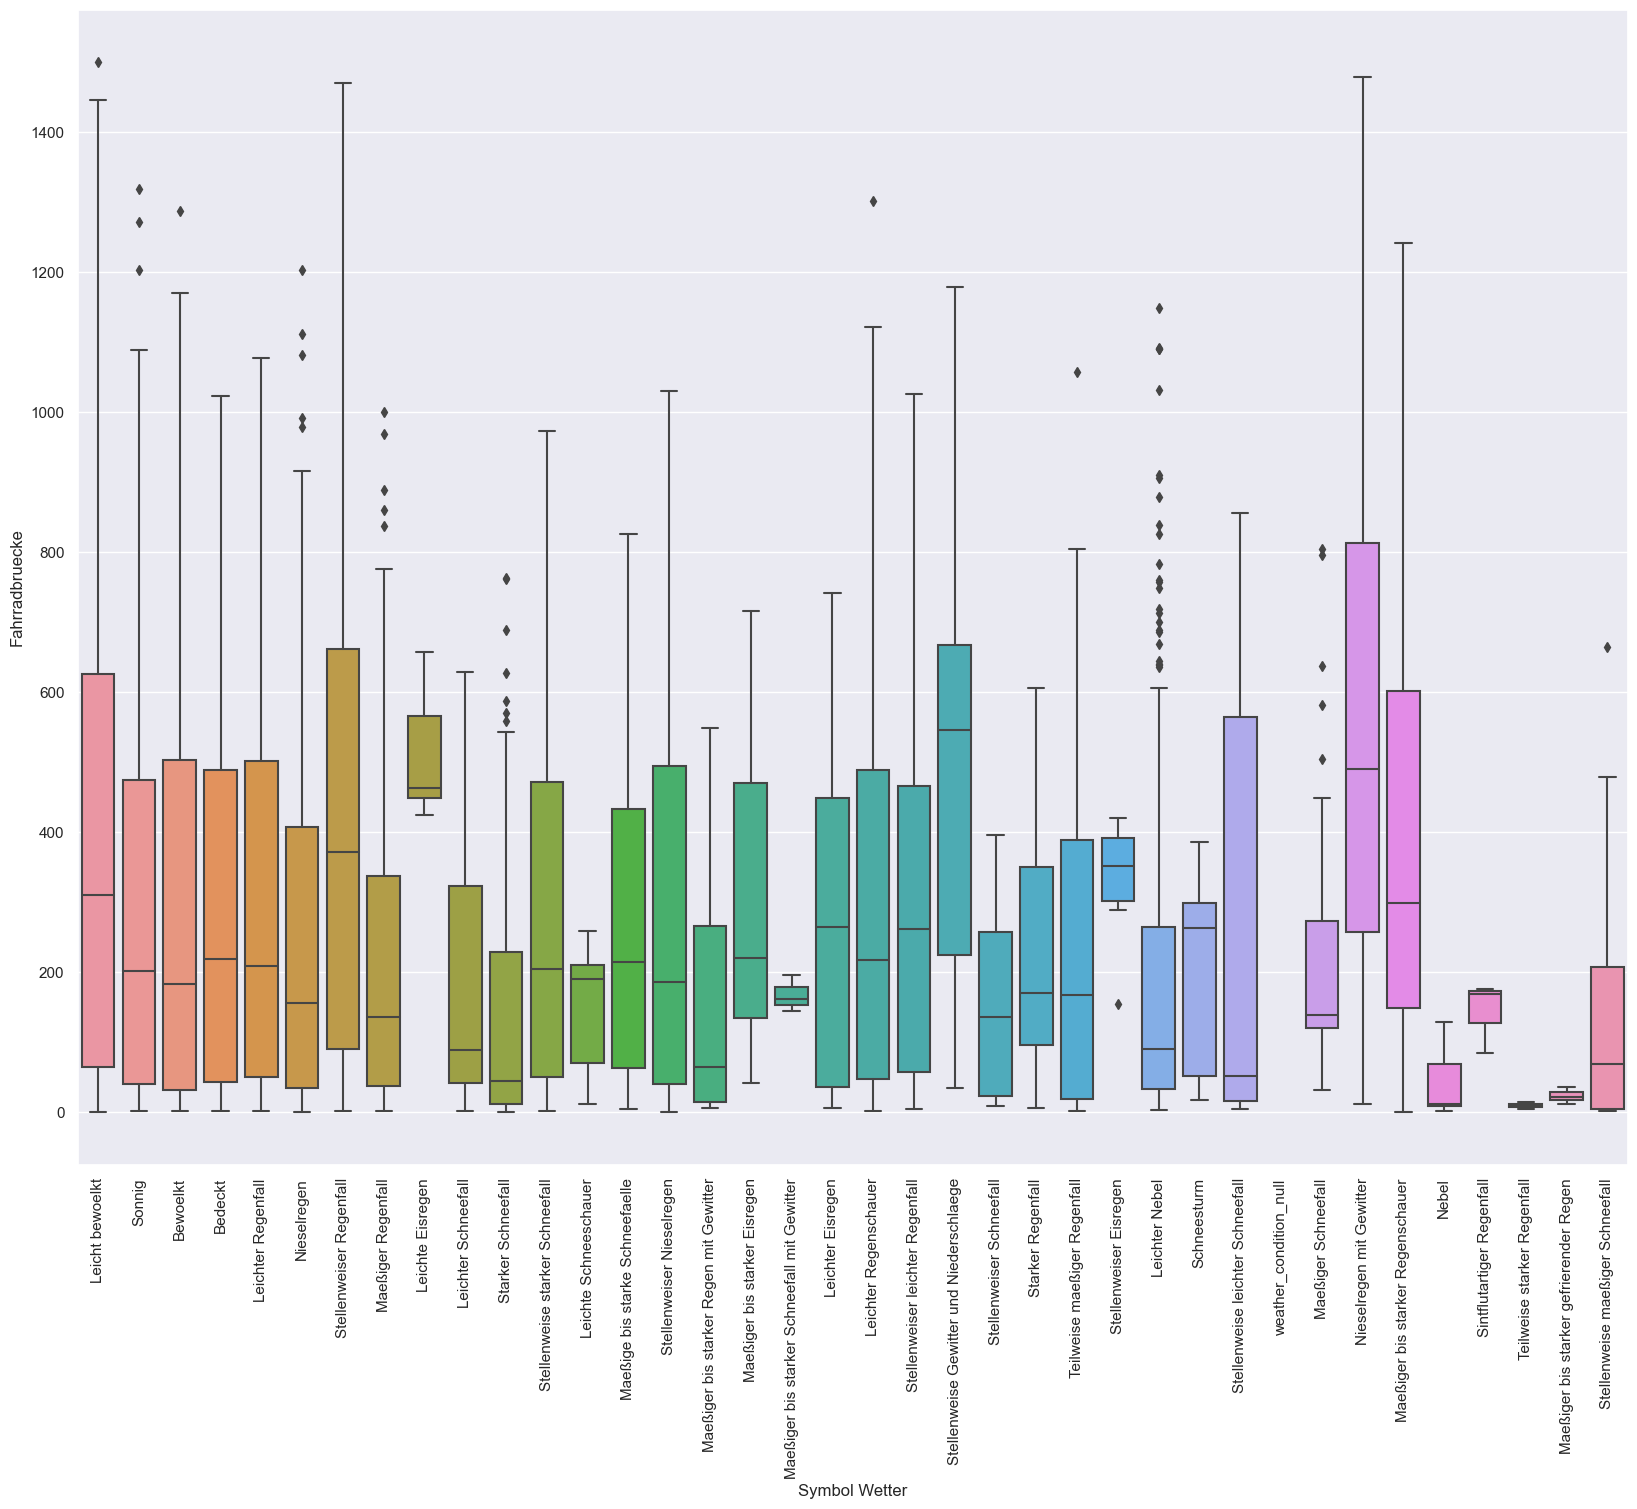 1400
1200
1000
800
600
400
200
0
Fahrradbruecke
Leicht bewoelkt
Sonnig
Bewoelkt
Bedeckt
Leichter Regenfall
Nieselregen
Stellenweiser Regenfall
Maeßiger Regenfall
Leichte Eisregen
Leichter Schneefall
Starker Schneefall
Stellenweise starker Schneefall
Leichte Schneeschauer
Maeßige bis starke Schneefaelle
Stellenweiser Nieselregen
Maeßiger bis starker Regen mit Gewitter
Maeßiger bis starker Eisregen
Maeßiger bis starker Schneefall mit Gewitter
Leichter Eisregen
Leichter Regenschauer
Stellenweiser leichter Regenfall
Stellenweise Gewitter und Niederschlaege
Stellenweiser Schneefall
Starker Regenfall
Teilweise maeßiger Regenfall
Stellenweiser Eisregen
Leichter Nebel
Schneesturm
Stellenweise leichter Schneefall
weather_condition_null
Maeßiger Schneefall
Nieselregen mit Gewitter
Maeßiger bis starker Regenschauer
Nebel
Sintflutartiger Regenfall
Teilweise starker Regenfall
Maeßiger bis starker gefrierender Regen
Stellenweise maeßiger Schneefall
Symbol Wetter